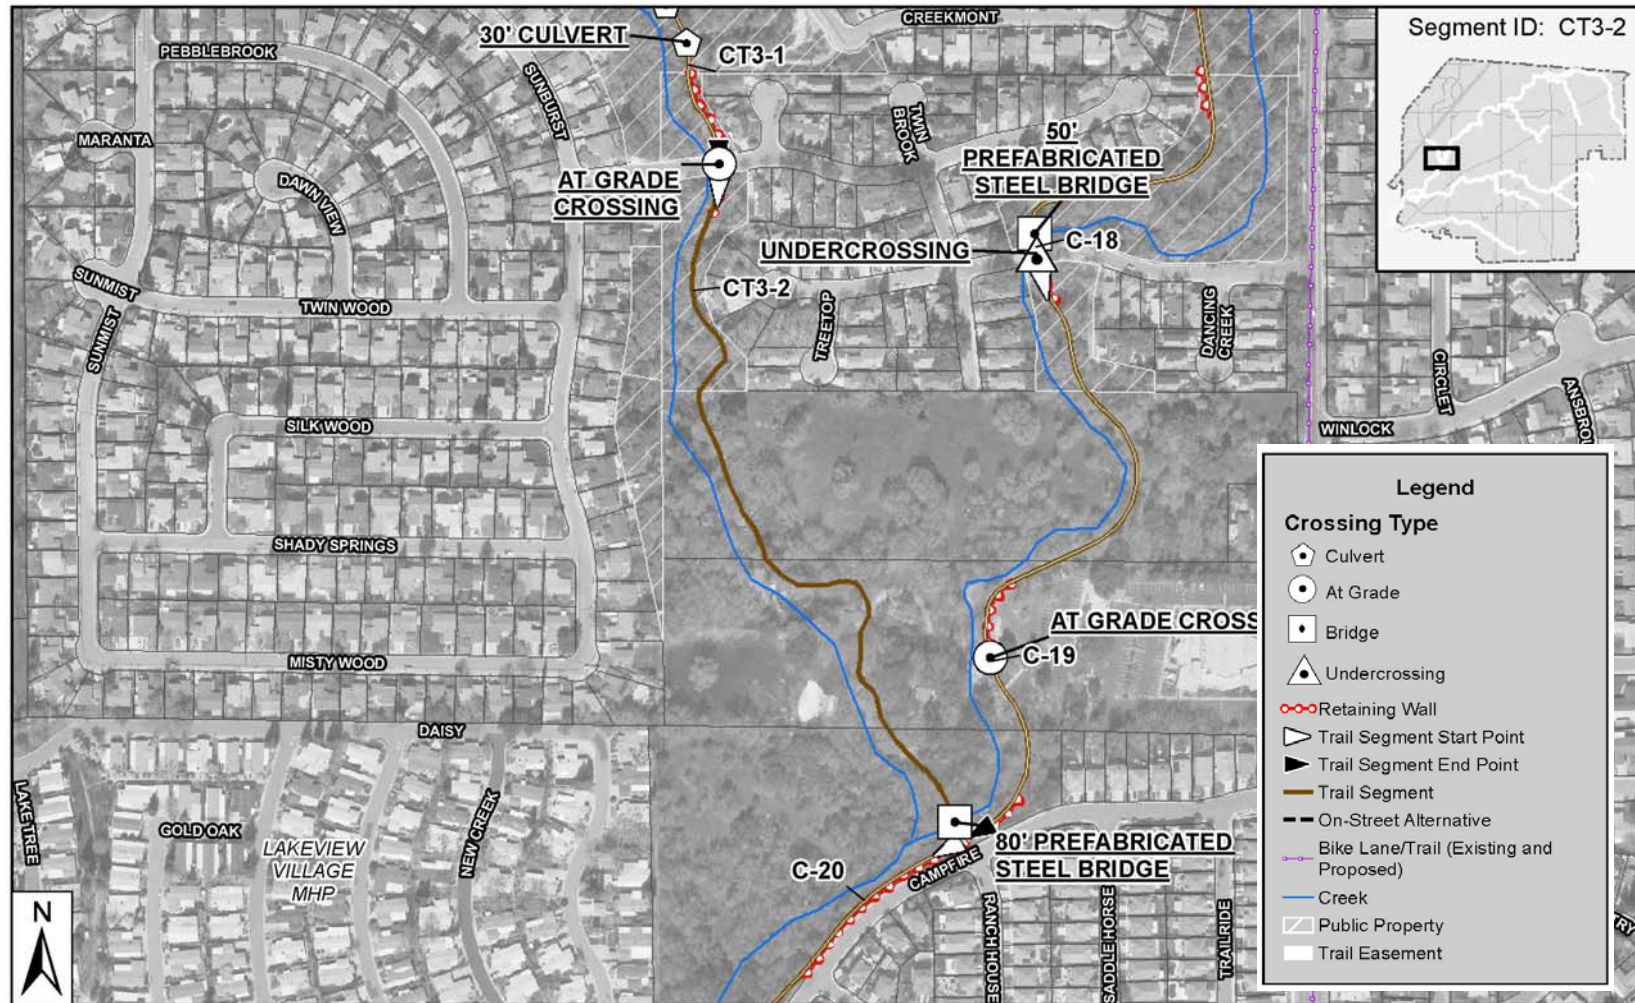 CREEKMONT
Segment ID: CT3-2
30' CULVERT
PEBBLEBROOK
CT3-1
SUNBURST
TWIN
BROOK
MARANTA
50'
PREFABRICATED
STEEL BRIDGE
AT GRADE
CROSSING
DAWN VIEW
UNDERCROSSING
C-18
SUNMIST
CT3-2
TWIN WOOD
SUNMIST
TREETOP
DANCING
CREEK
CIRCLET
WINLOCK
SILK WOOD
SHADY SPRINGS
Legend
Crossing Type
Culvert
At Grade
Bridge
Undercrossing
Retaining Wall
Trail Segment Start Point
Trail Segment End Point
Trail Segment
On-Street Alternative
Bike Lane/Trail (Existing and
Proposed)
Creek
Public Property
Trail Easement
AT GRADE CROSS
C-19
MISTY WOOD
DAISY
LAKE TREE
GOLD OAK
LAKEVIEW
VILLAGE
MHP
NEW CREEK
80' PREFABRICATED
STEEL BRIDGE
CAMPFIRE
C-20
RANCH HOUSE
SADDLE HORSE
TRAILRIDE
N